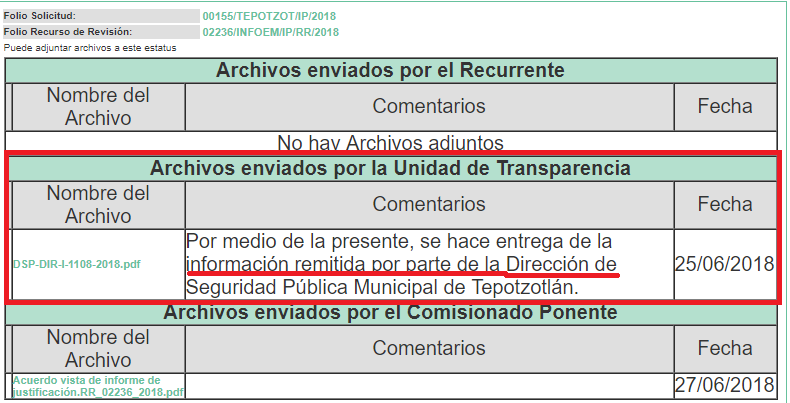 Folio Solicitud: 00155/TEPOTZOT/IP/2018
Folio Recurso de Revisión: 02236/INFOEM/IP/RR/2018
Puede adjuntar archivos a este estatus
Archivos enviados por el Recurrente
Nombre del Archivo Comentarios Fecha
No hay Archivos adjuntos
Archivos enviados por la Unidad de Transparencia
Nombre del Archivo Comentarios Fecha
DSP-DIR-I-1108-2018.pdf
Por medio de la presente, se hace entrega de la
información remitida por parte de la Dirección de
Seguridad Pública Municipal de Tepotzotlán.
25/06/2018
Archivos enviados por el Comisionado Ponente
Nombre del Archivo Comentarios Fecha
Acuerdo vista de informe de
justificación.RR_02236_2018.pdf
27/06/2018